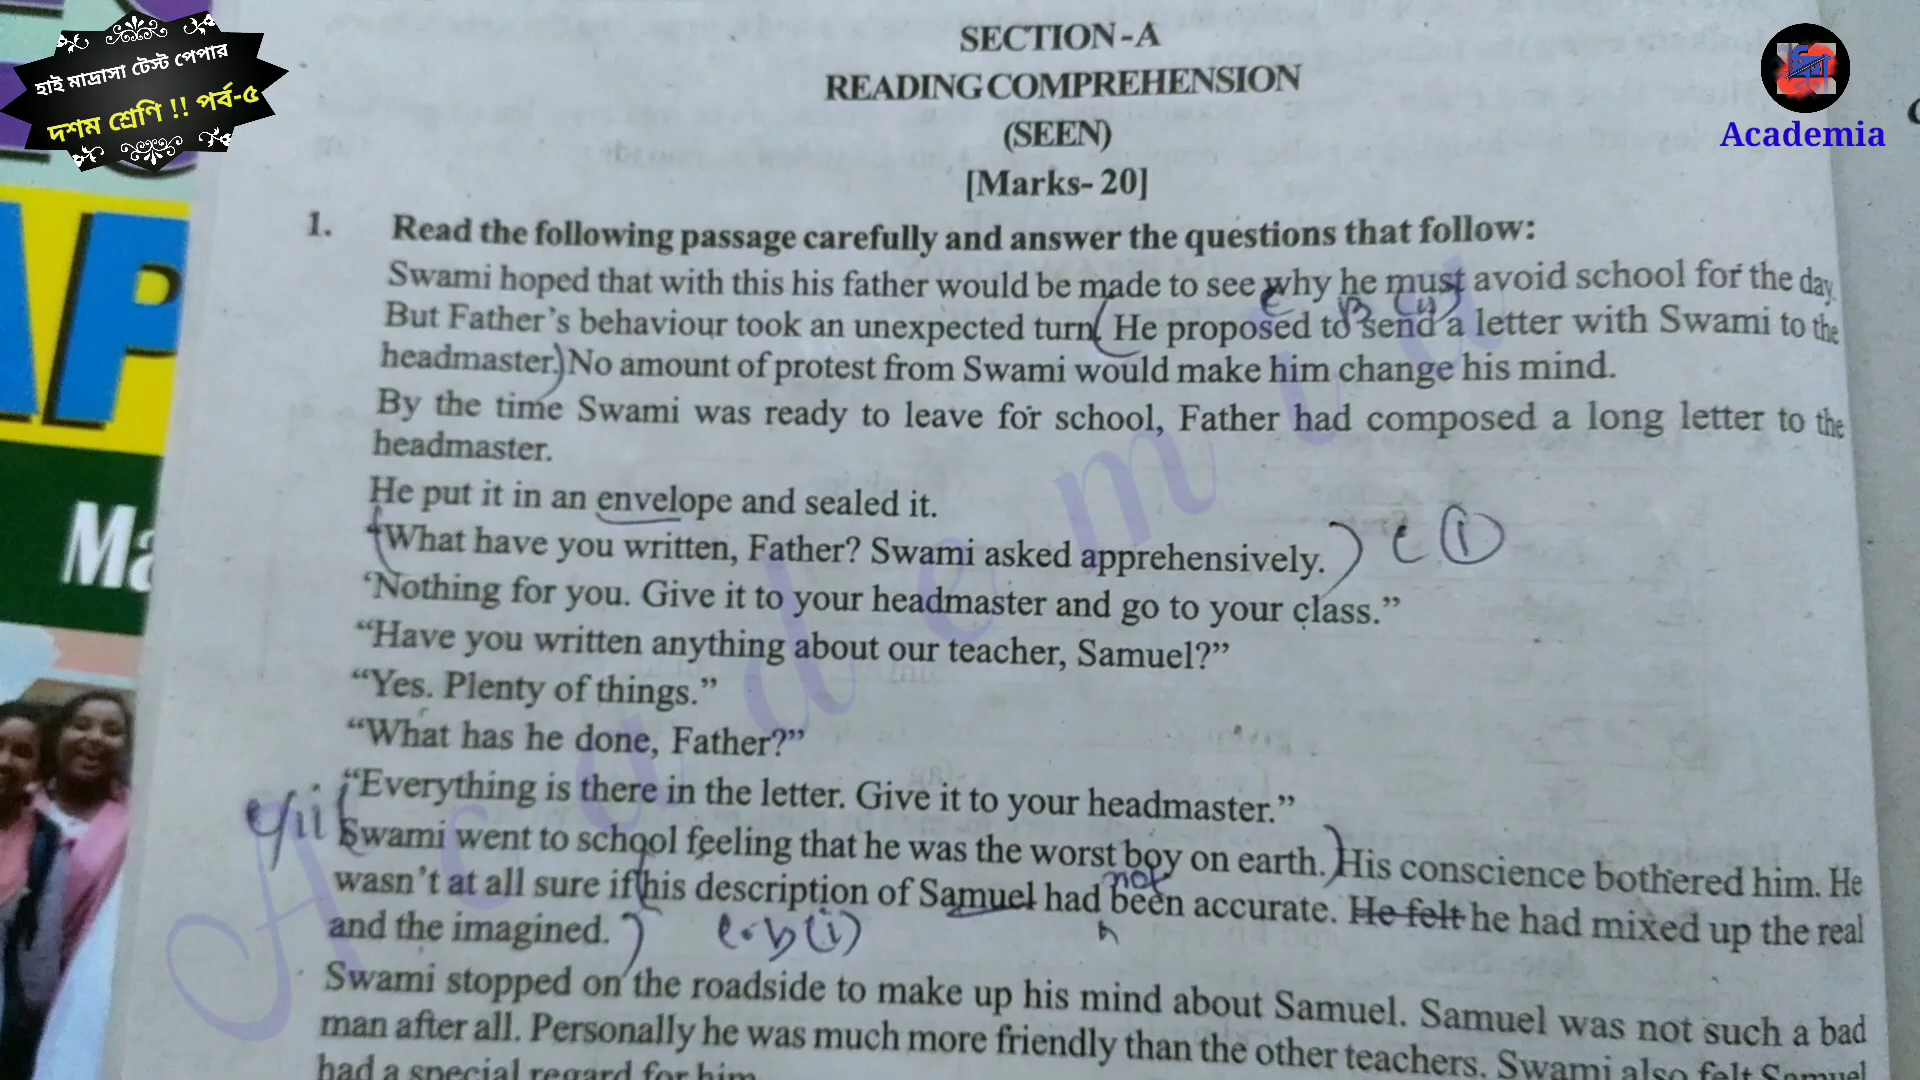 হাই মাদ্রাসা টেস্ট পেপার
দশম শ্রেণি !! পর্ব-৫
Academia
AP
Ma
SECTION-A
READING COMPREHENSION
(SEEN)
[Marks- 20]
1. Read the following passage carefully and answer the questions that follow:
Swami hoped that with this his father would be made to see why he must avoid school for the day.
But Father's behaviour took an unexpected turn. He proposed to send a letter with Swami to the
headmaster. No amount of protest from Swami would make him change his mind.
By the time Swami was ready to leave for school, Father had composed a long letter to the
headmaster.
He put it in an envelope and sealed it.
“What have you written, Father? Swami asked apprehensively.
‘Nothing for you. Give it to your headmaster and go to your class.”
“Have you written anything about our teacher, Samuel?”
“Yes. Plenty of things.”
“What has he done, Father?”
“Everything is there in the letter. Give it to your headmaster.”
Swami went to school feeling that he was the worst boy on earth. His conscience bothered him. He
wasn't at all sure if his description of Samuel had not been accurate. He felt he had mixed up the real
and the imagined.
Swami stopped on the roadside to make up his mind about Samuel. Samuel was not such a bad
man after all. Personally he was much more friendly than the other teachers. Swami also felt Samuel
had a special regard for him
Academia